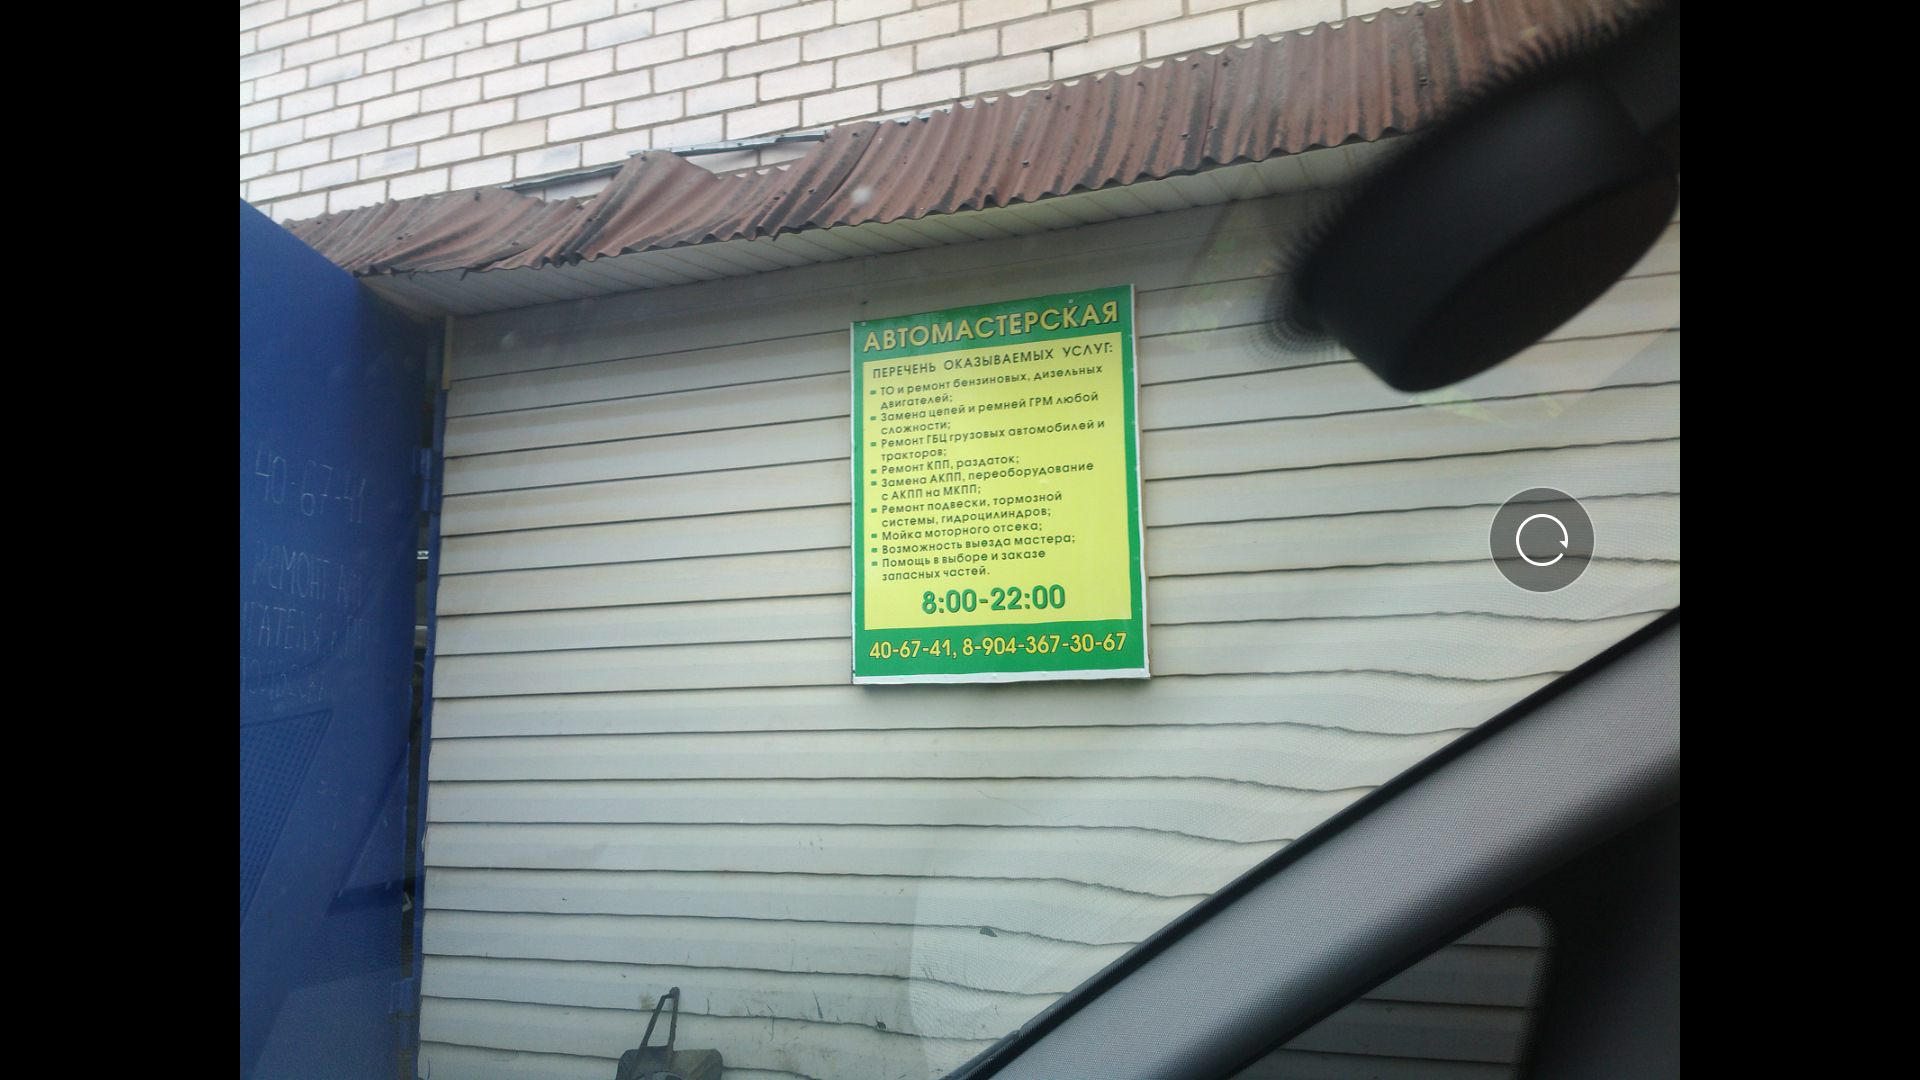 АВТОМАСТЕРСКАЯ
ПЕРЕЧЕНЬ ОКАЗЫВАЕМЫХ УСЛУГ:
ТО и ремонт бензиновых, дизельных
двигателей;
Замена цепей и ремней ГРМ любой
сложности;
Ремонт ГБЦ грузовых автомобилей и
тракторов;
Ремонт КПП, раздаток;
Замена АКПП, переоборудование
с АКПП на МКПП;
Ремонт подвески, тормозной
системы, гидроцилиндров;
Мойка моторного отсека;
Возможность выезда мастера;
Помощь в выборе и заказе
запасных частей.
8:00-22:00
40-67-41, 8-904-367-30-67
40-67-41
РЕМОНТ